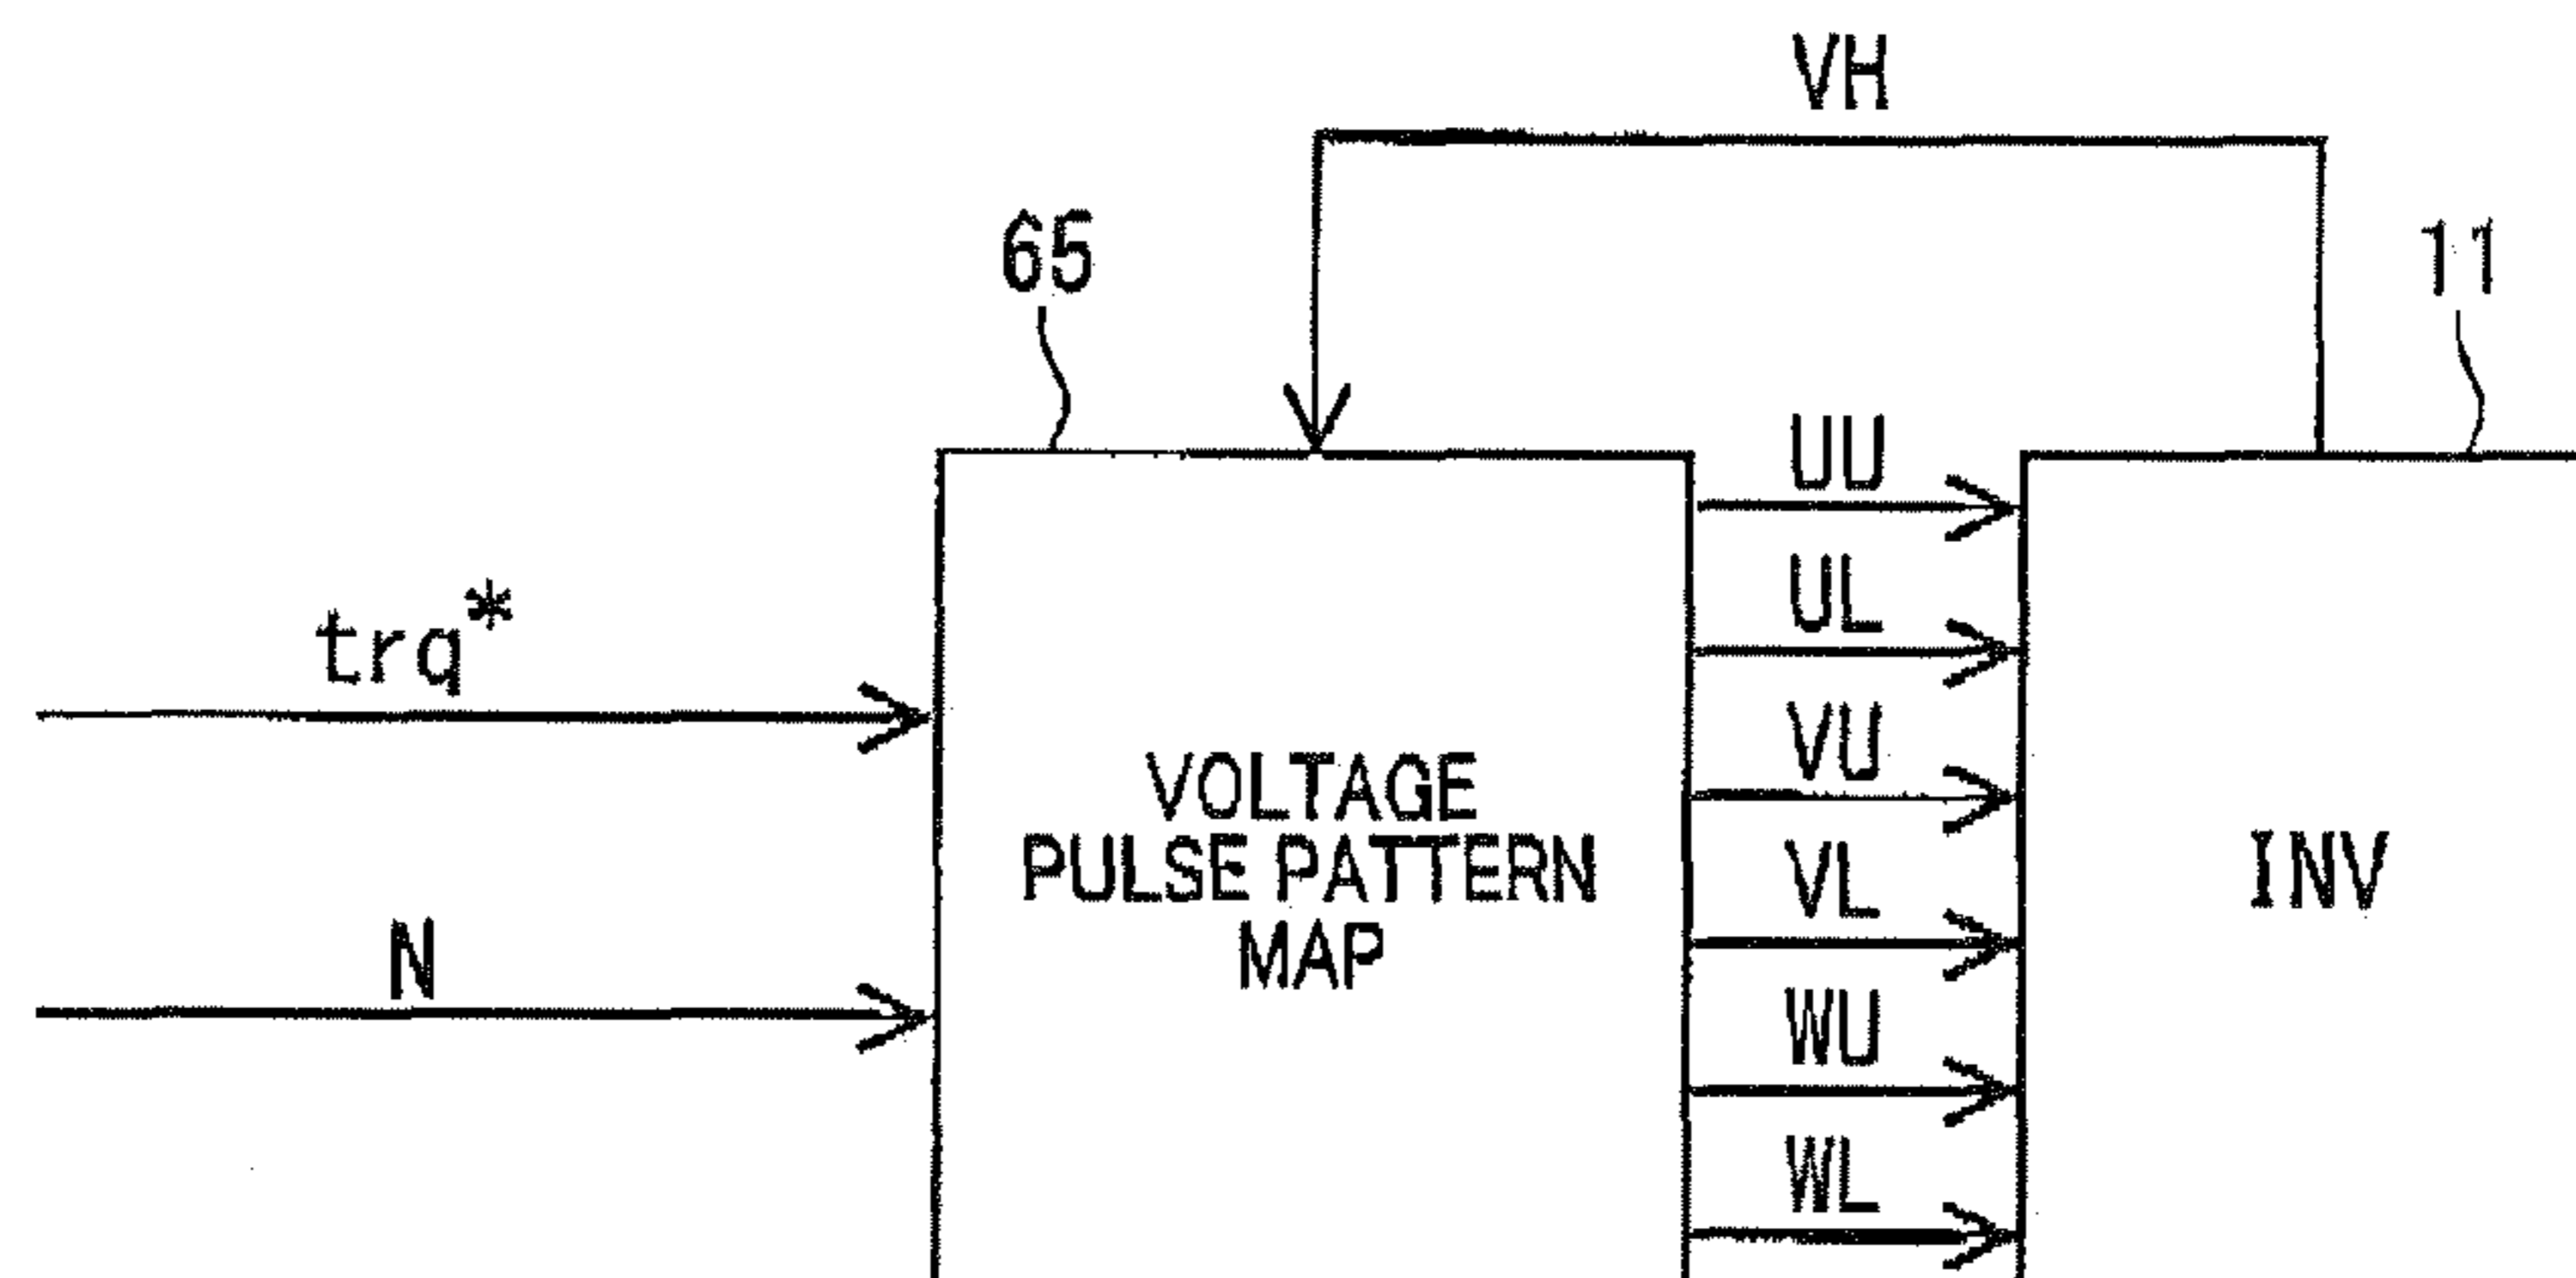 VH
65
11
UU
UL
trq*
VU
VOLTAGE
PULSE PATTERN
MAP
VL
INV
N
WU
WL